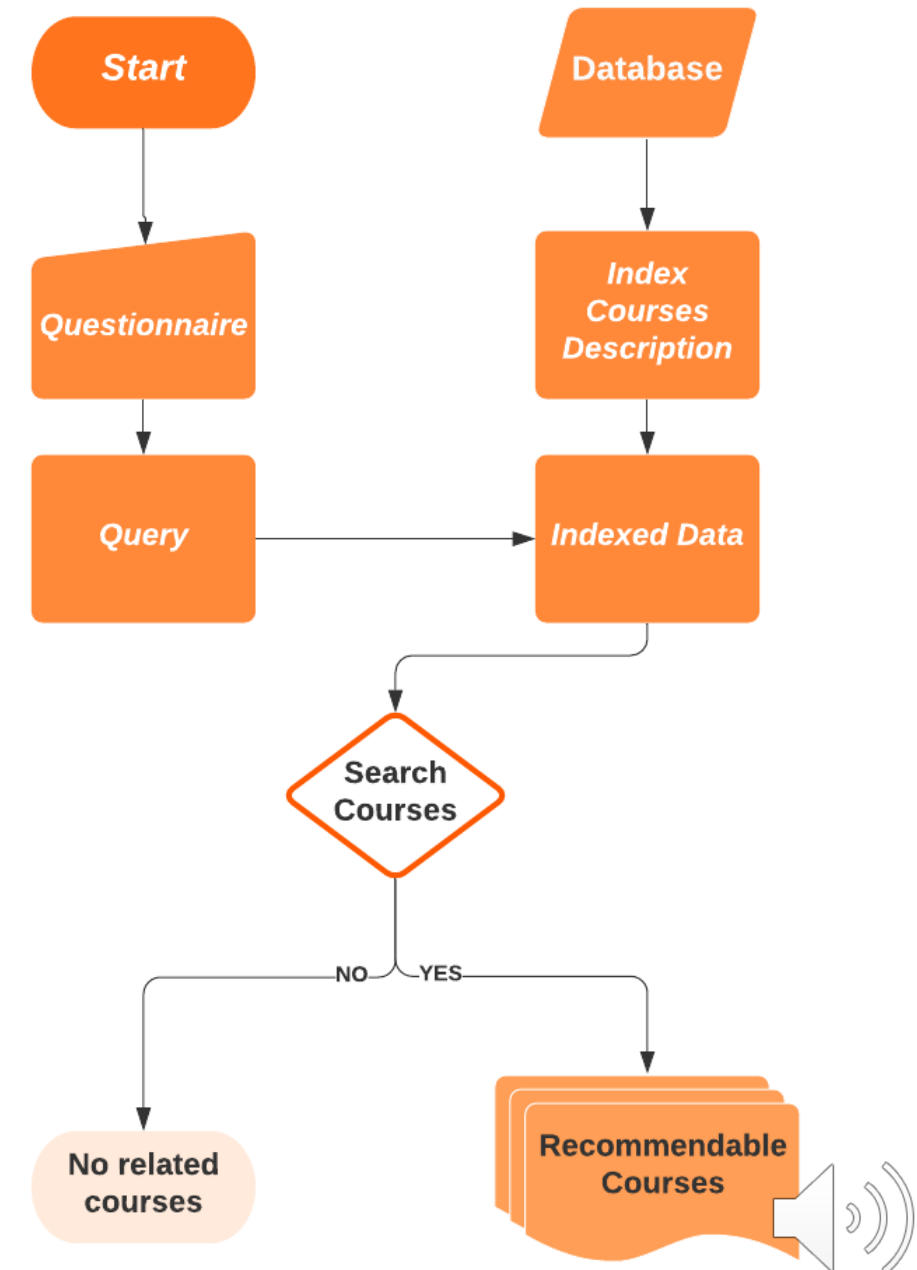 Start
Database
Questionnaire
Index
Courses
Description
Query
Indexed Data
Search
Courses
NO
YES
No related
courses
Recommendable
Courses